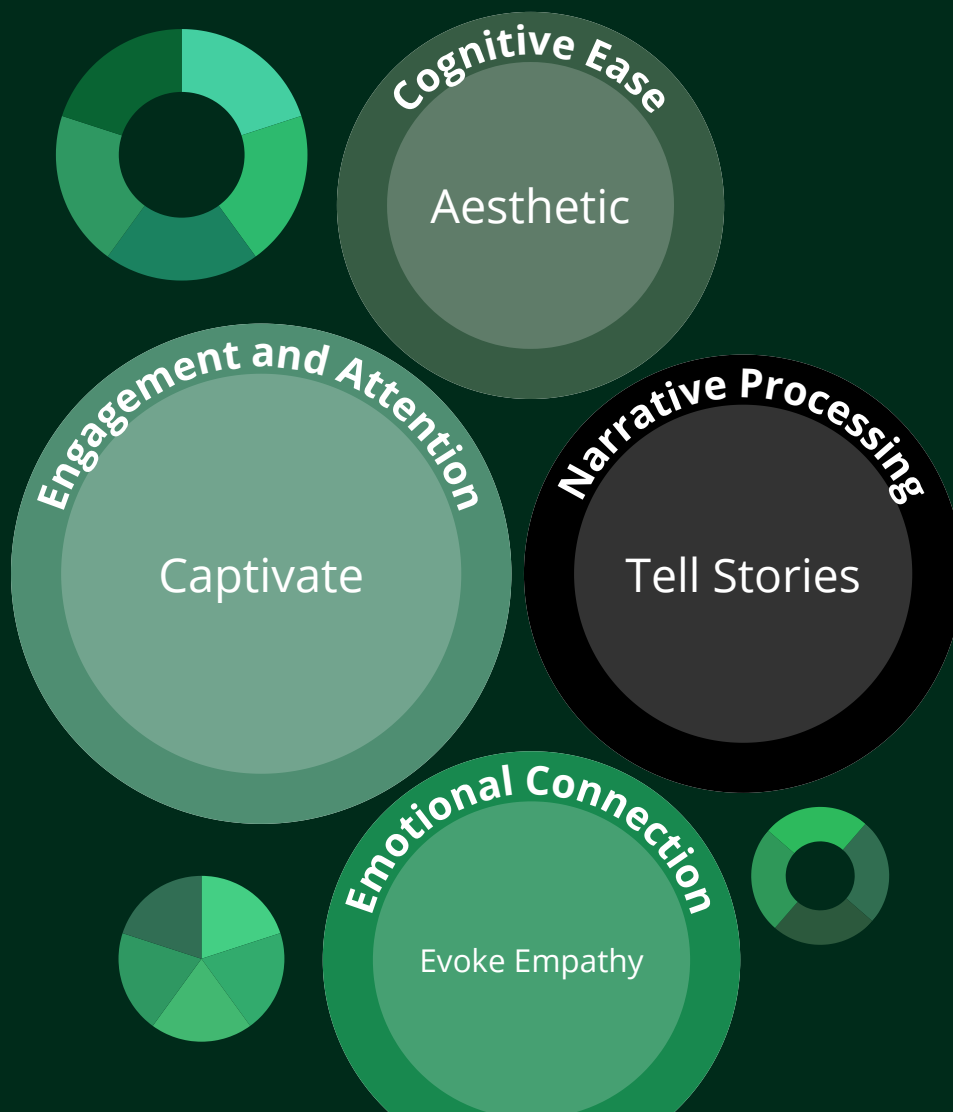 Cognitive Ease
Aesthetic
Engagement and Attention
Captivate
Narrative Processing
Tell Stories
Emotional Connection
Evoke Empathy